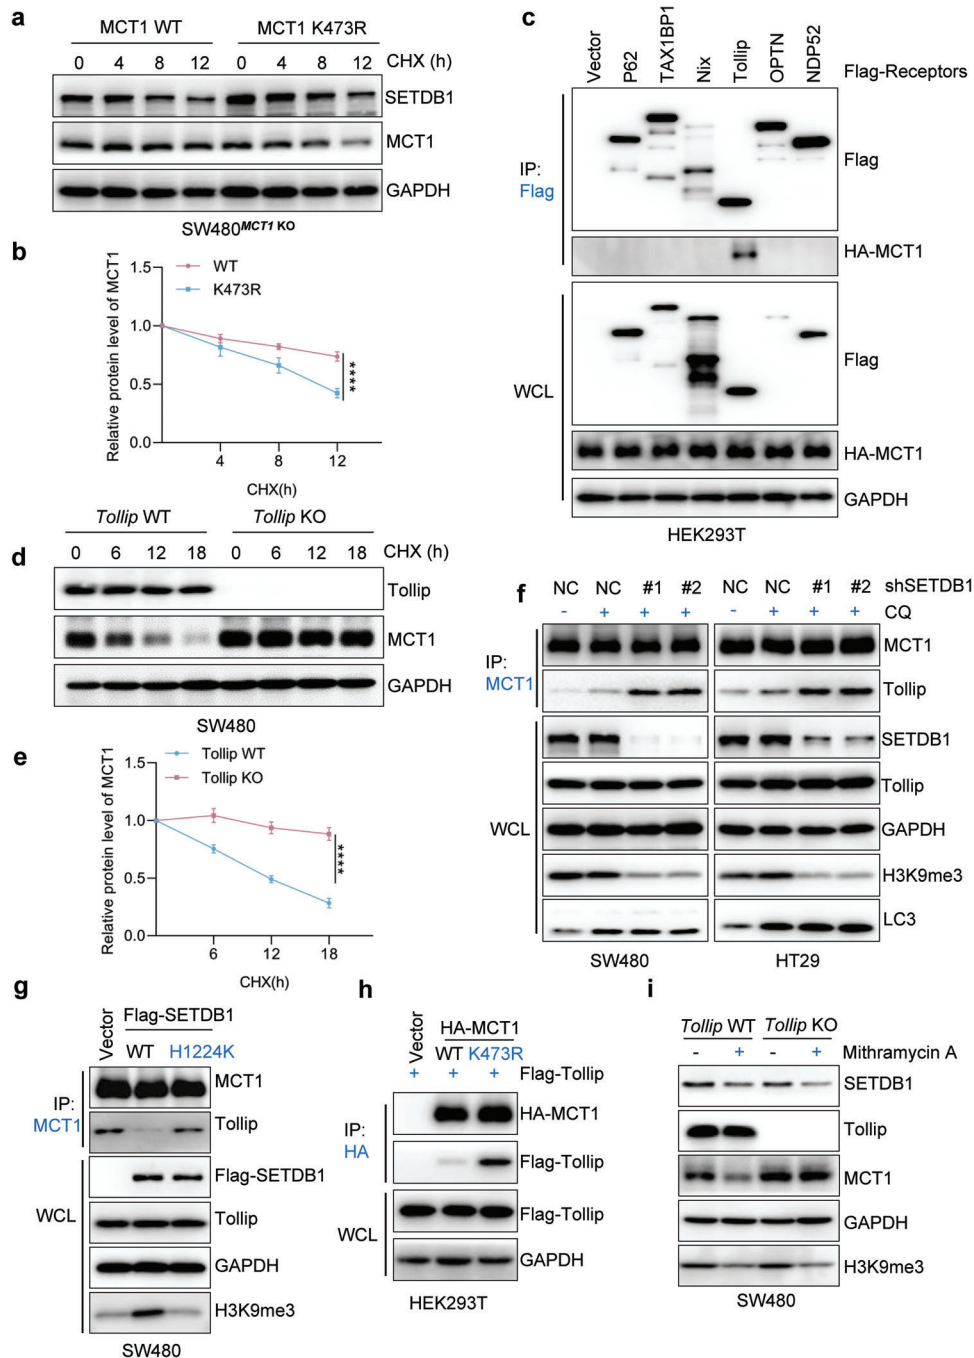 a
MCT1 WT MCT1 K473R
0 4 8 12 0 4 8 12 CHX (h)
SETDB1
MCT1
GAPDH
SW480MCT1 KO
b
Relative protein level of MCT1
1.5
1.0
0.5
0.0
WT
K473R
****
4 8 12
CHX(h)
c
Vector P62 TAX1BP1 Nix Tollip OPTN NDP52 Flag-Receptors
IP:
Flag
Flag
HA-MCT1
WCL
Flag
HA-MCT1
GAPDH
HEK293T
d
Tollip WT Tollip KO
0 6 12 18 0 6 12 18 CHX (h)
Tollip
MCT1
GAPDH
SW480
e
Relative protein level of MCT1
1.5
1.0
0.5
0.0
Tollip WT
Tollip KO
****
6 12 18
CHX(h)
f
NC NC #1 #2 NC NC #1 #2 shSETDB1
- + + + - + + + CQ
IP:
MCT1
MCT1
Tollip
WCL
SETDB1
Tollip
GAPDH
H3K9me3
LC3
SW480 HT29
g
Vector
Flag-SETDB1
WT H1224K
IP:
MCT1
MCT1
Tollip
WCL
Flag-SETDB1
Tollip
GAPDH
H3K9me3
SW480
h
Vector
HA-MCT1
WT K473R
+ + + Flag-Tollip
IP:
HA
HA-MCT1
Flag-Tollip
WCL
Flag-Tollip
GAPDH
HEK293T
i
Tollip WT Tollip KO
- + - + Mithramycin A
SETDB1
Tollip
MCT1
GAPDH
H3K9me3
SW480